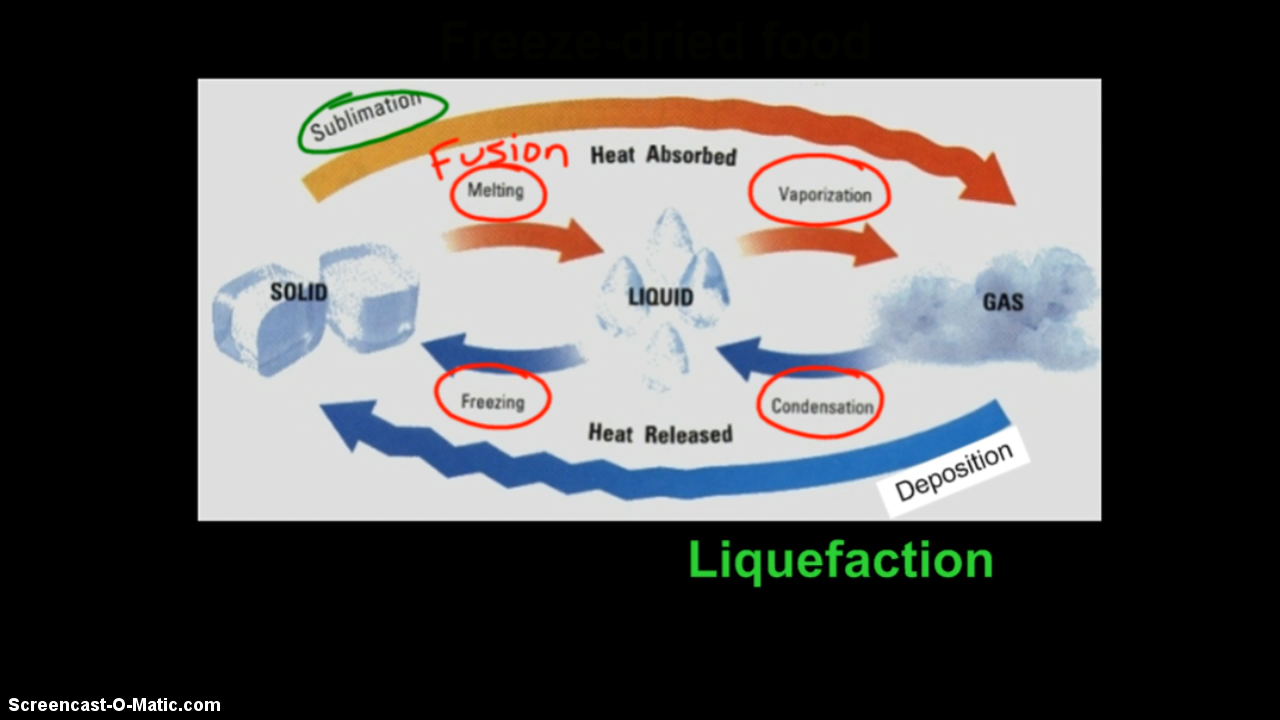 Freeze-dried food
Sublimation
Fusion
Heat Absorbed
Melting
Vaporization
SOLID
LIQUID
GAS
Freezing
Condensation
Heat Released
Deposition
Liquefaction
Screencast-O-Matic.com